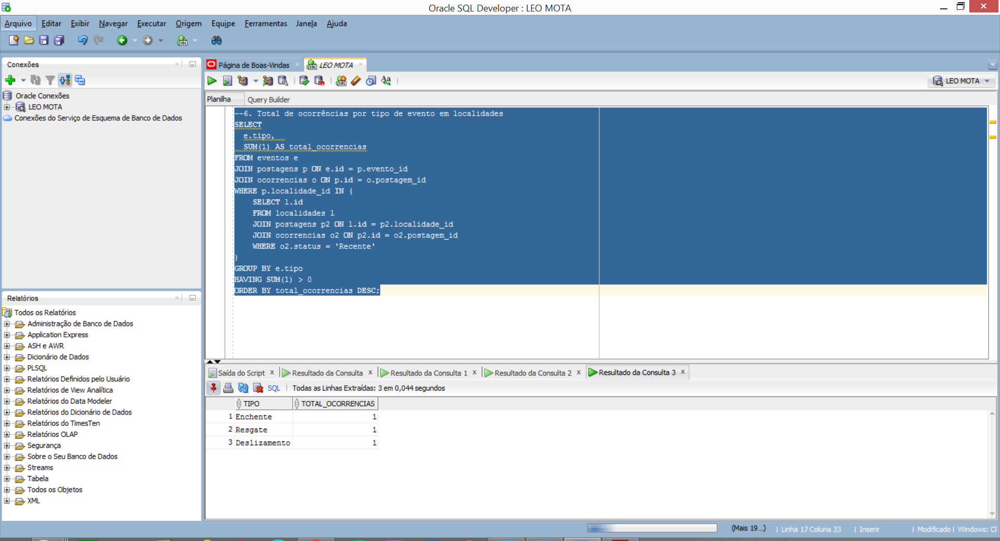 Oracle SQL Developer : LEO MOTA
Arquivo Editar Exibir Navegar Executar Origem Equipe Ferramentas Janela Ajuda
Conexões
Oracle Conexões
LEO MOTA
Conexões do Serviço de Esquema de Banco de Dados
Relatórios
Todos os Relatórios
Administração de Banco de Dados
Application Express
ASH e AWR
Dicionário de Dados
PLSQL
Relatórios Definidos pelo Usuário
Relatórios de View Analítica
Relatórios do Data Modeler
Relatórios do Dicionário de Dados
Relatórios do TimesTen
Relatórios OLAP
Segurança
Sobre o Seu Banco de Dados
Streams
Tabela
Todos os Objetos
XML
Página de Boas-Vindas LEO MOTA
LEO MOTA
Planilha Query Builder
--6. Total de ocorrências por tipo de evento em localidades
SELECT
e.tipo,
SUM(1) AS total_ocorrencias
FROM eventos e
JOIN postagens p ON e.id = p.evento_id
JOIN ocorrencias o ON p.id = o.postagem_id
WHERE p.localidade_id IN (
SELECT l.id
FROM localidades l
JOIN postagens p2 ON l.id = p2.localidade_id
JOIN ocorrencias o2 ON p2.id = o2.postagem_id
WHERE o2.status = 'Recente'
)
GROUP BY e.tipo
HAVING SUM(1) > 0
ORDER BY total_ocorrencias DESC;
Saída do Script x Resultado da Consulta x Resultado da Consulta 1 x Resultado da Consulta 2 x Resultado da Consulta 3 x
SQL | Todas as Linhas Extraídas: 3 em 0,044 segundos
TIPO TOTAL_OCORRENCIAS
1 Enchente 1
2 Resgate 1
3 Deslizamento 1
(Mais 19...) | Linha 17 Coluna 33 | Inserir | Modificado | Windows: